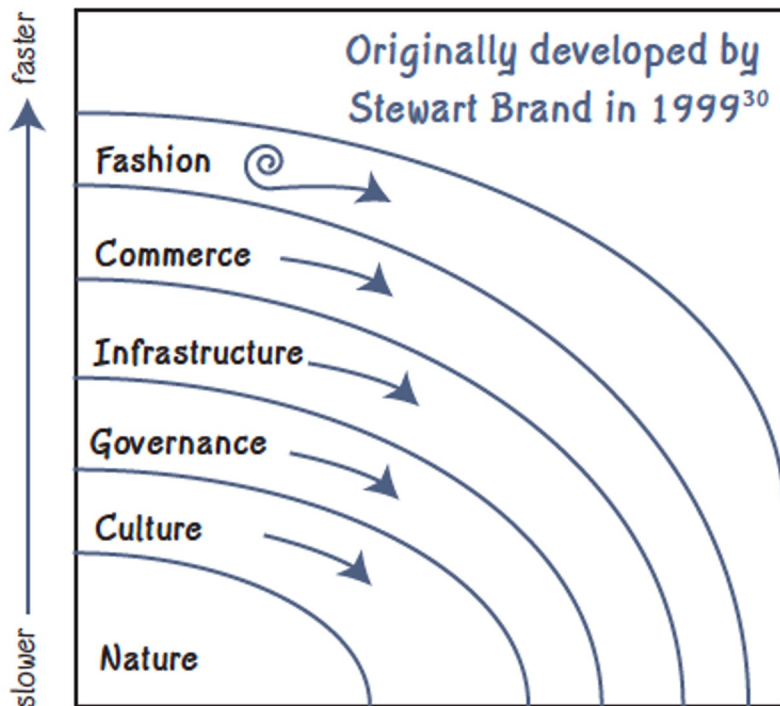 faster
Originally developed by
Stewart Brand in 1999³⁰
Fashion
Commerce
Infrastructure
Governance
Culture
Nature
slower